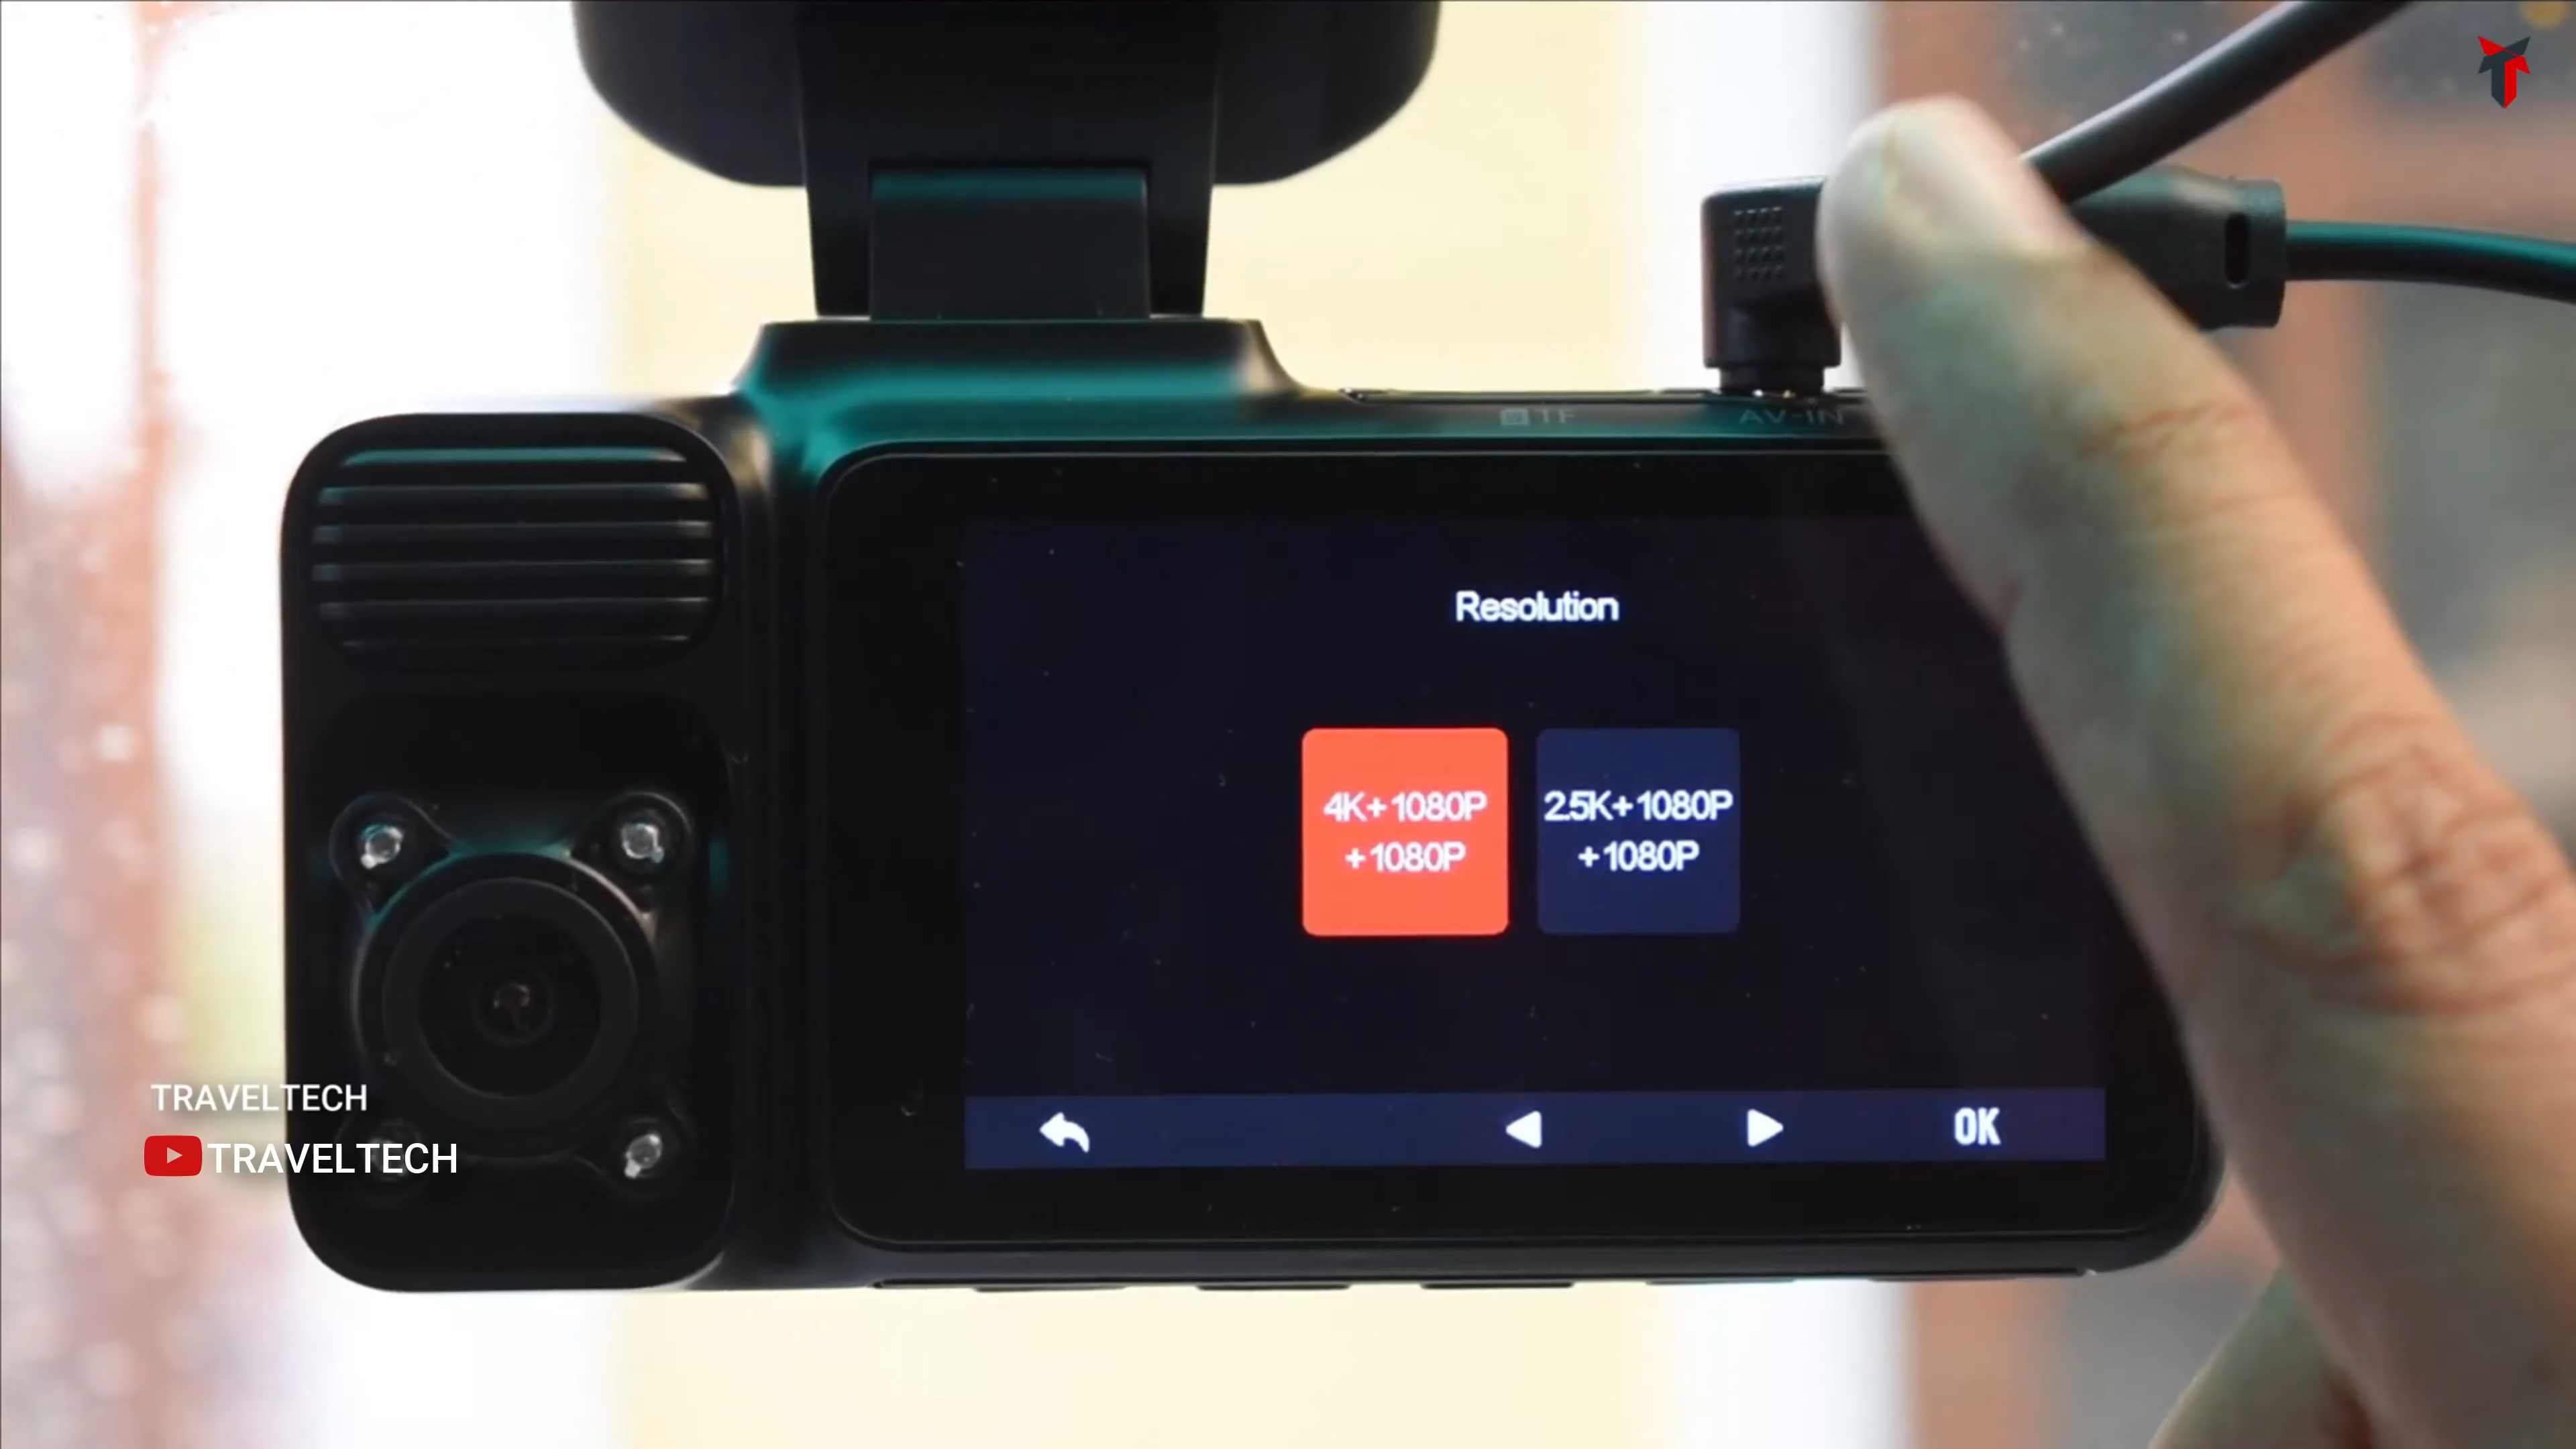 TF
AV-IN
Resolution
4K+1080P
+1080P
2.5K+1080P
+1080P
OK
TRAVELTECH
TRAVELTECH